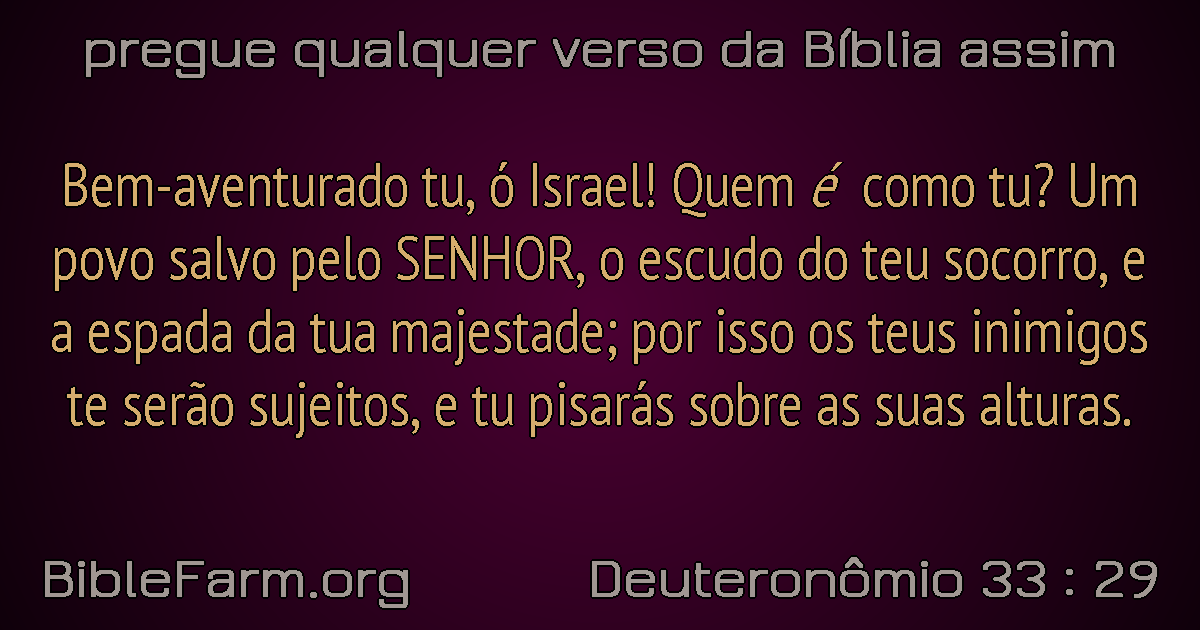 pregue qualquer verso da Bíblia assim
Bem-aventurado tu, ó Israel! Quem é como tu? Um
povo salvo pelo SENHOR, o escudo do teu socorro, e
a espada da tua majestade; por isso os teus inimigos
te serão sujeitos, e tu pisarás sobre as suas alturas.
BibleFarm.org
Deuteronômio 33 : 29